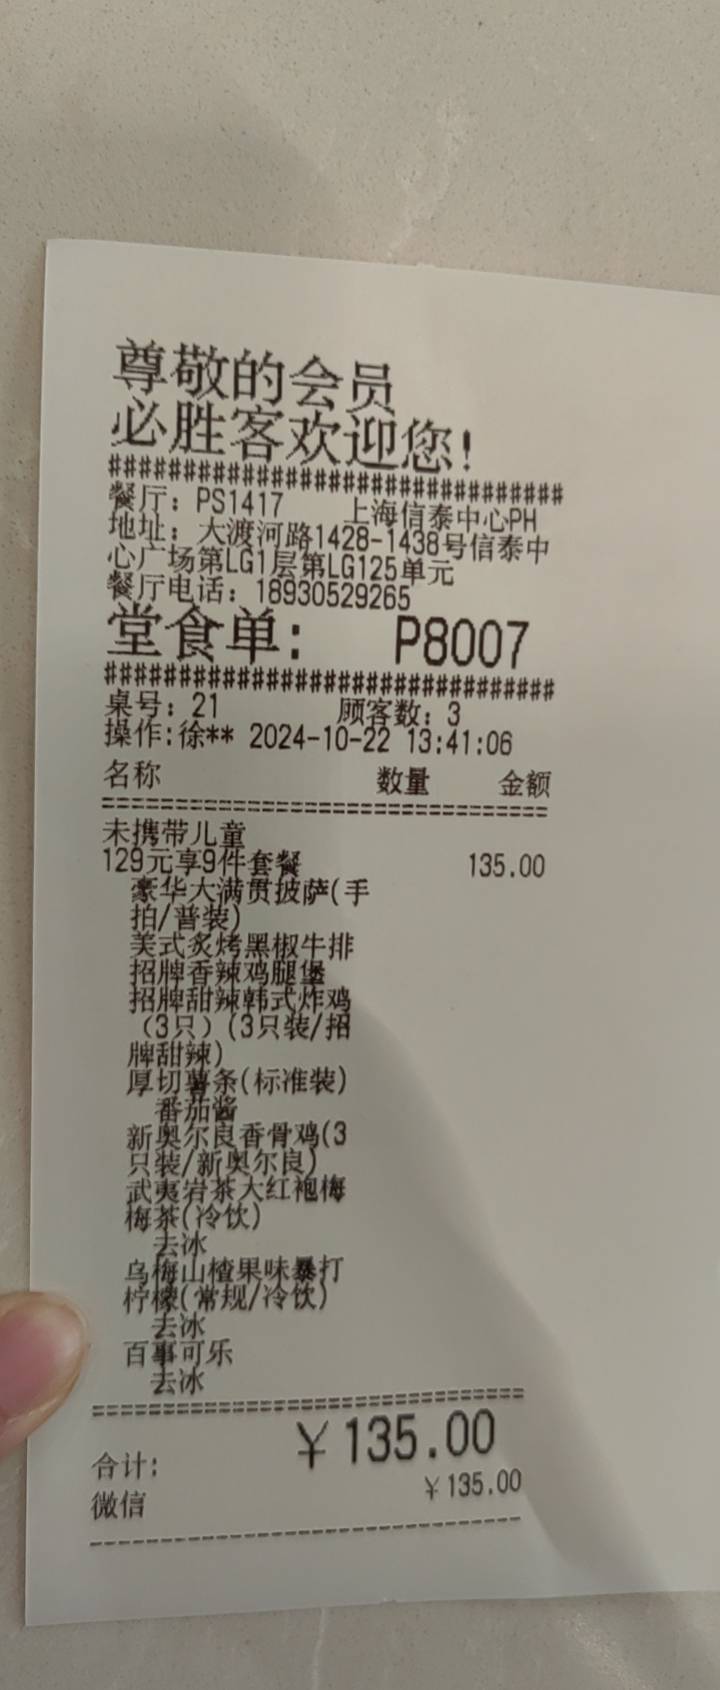 尊敬的会员
必胜客欢迎您!
###############################
餐厅：PS1417 上海信泰中心PH
地址：大渡河路1428-1438号信泰中
心广场第LG1层第LG125单元
餐厅电话：18930529265
堂食单： P8007
###############################
桌号：21 顾客数：3
操作:徐** 2024-10-22 13:41:06
名称 数量 金额
===============================
未携带儿童
129元享9件套餐 135.00
豪华大满贯披萨(手
拍/普装)
美式炙烤黑椒牛排
招牌香辣鸡腿堡
招牌甜辣韩式炸鸡
（3只）(3只装/招
牌甜辣)
厚切薯条(标准装)
番茄酱
新奥尔良香骨鸡(3
只装/新奥尔良)
武夷岩茶大红袍梅
梅茶(冷饮)
去冰
乌梅山楂果味暴打
柠檬(常规/冷饮)
去冰
百事可乐
去冰
===============================
合计： ￥135.00
微信 ￥135.00
-------------------------------